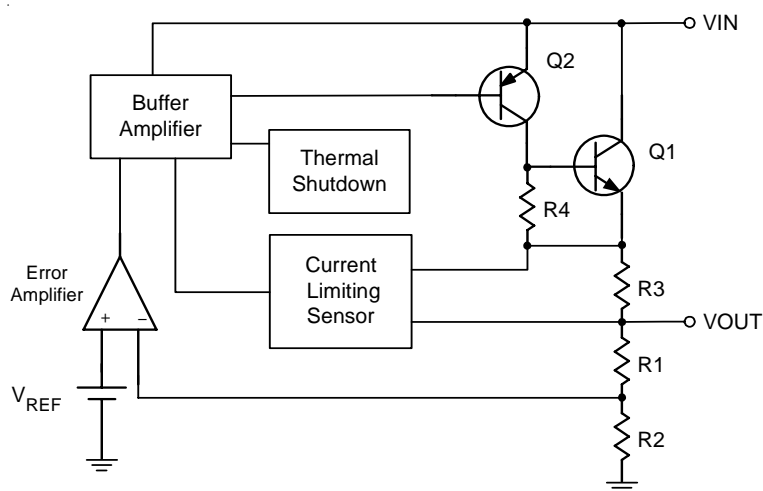 VIN
Q2
Buffer
Amplifier
Q1
Thermal
Shutdown
R4
Current
Limiting
Sensor
Error
Amplifier
R3
+
−
VOUT
R1
VREF
R2